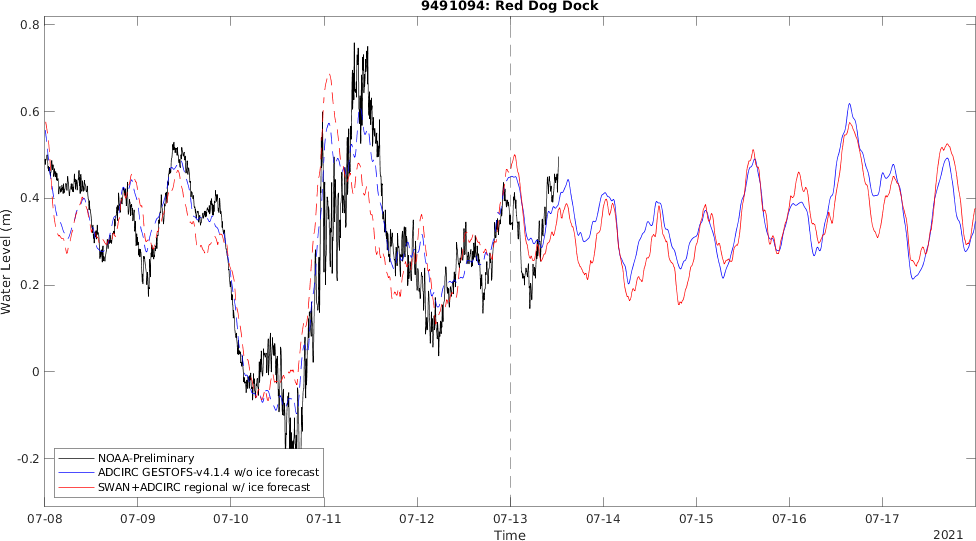 9491094: Red Dog Dock
0.8
0.6
0.4
0.2
0
-0.2
Water Level (m)
NOAA-Preliminary
ADCIRC GESTOFS-v4.1.4 w/o ice forecast
SWAN+ADCIRC regional w/ ice forecast
07-08 07-09 07-10 07-11 07-12 07-13 07-14 07-15 07-16 07-17
Time
2021